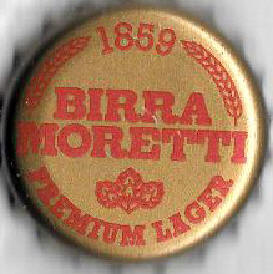 1859
BIRRA
MORETTI
PREMIUM LAGER